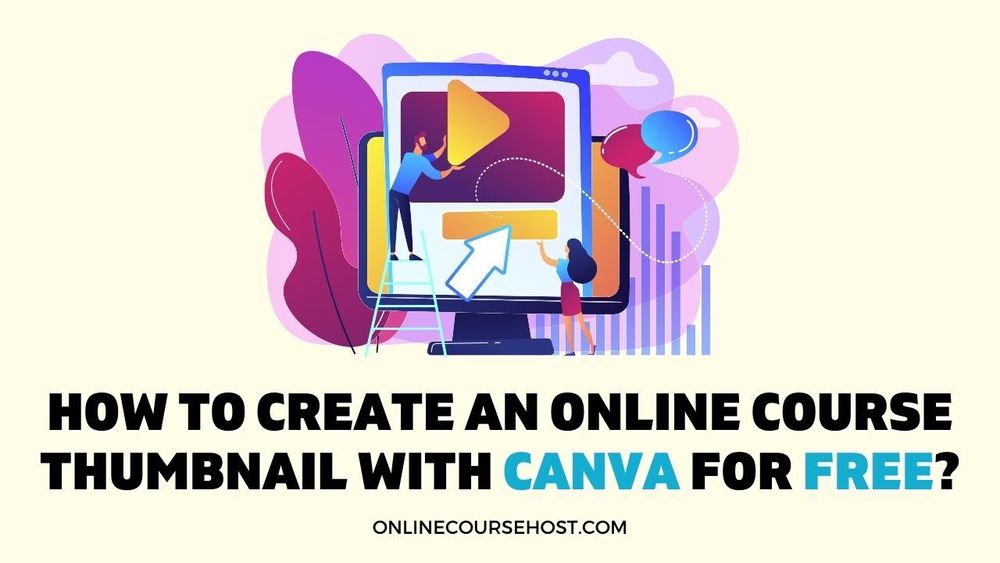 HOW TO CREATE AN ONLINE COURSE
THUMBNAIL WITH CANVA FOR FREE?
ONLINECOURSEHOST.COM